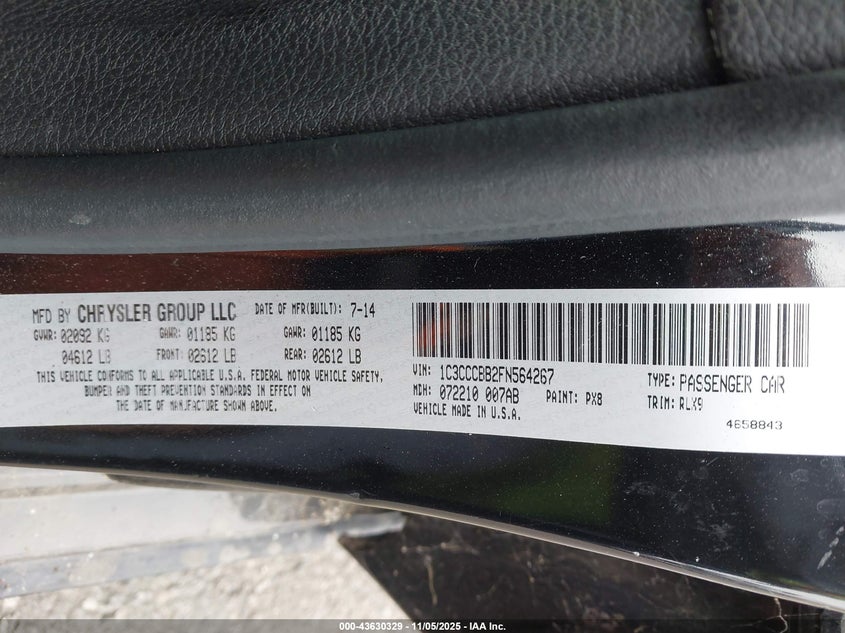 MFD BY CHRYSLER GROUP LLC DATE OF MFR(BUILT): 7-14
GVWR: 02092 KG GAWR: 01185 KG GAWR: 01185 KG
04612 LB FRONT: 02612 LB REAR: 02612 LB
THIS VEHICLE CONFORMS TO ALL APPLICABLE U.S.A. FEDERAL MOTOR VEHICLE SAFETY,
BUMPER AND THEFT PREVENTION STANDARDS IN EFFECT ON
THE DATE OF MANUFACTURE SHOWN ABOVE.
VIN: 1C3CCCBB2FN564267 TYPE: PASSENGER CAR
MDH: 072210 007AB PAINT: PX8 TRIM: RLX9
VEHICLE MADE IN U.S.A. 4658843
000-43630329 - 11/05/2025 - IAA Inc.